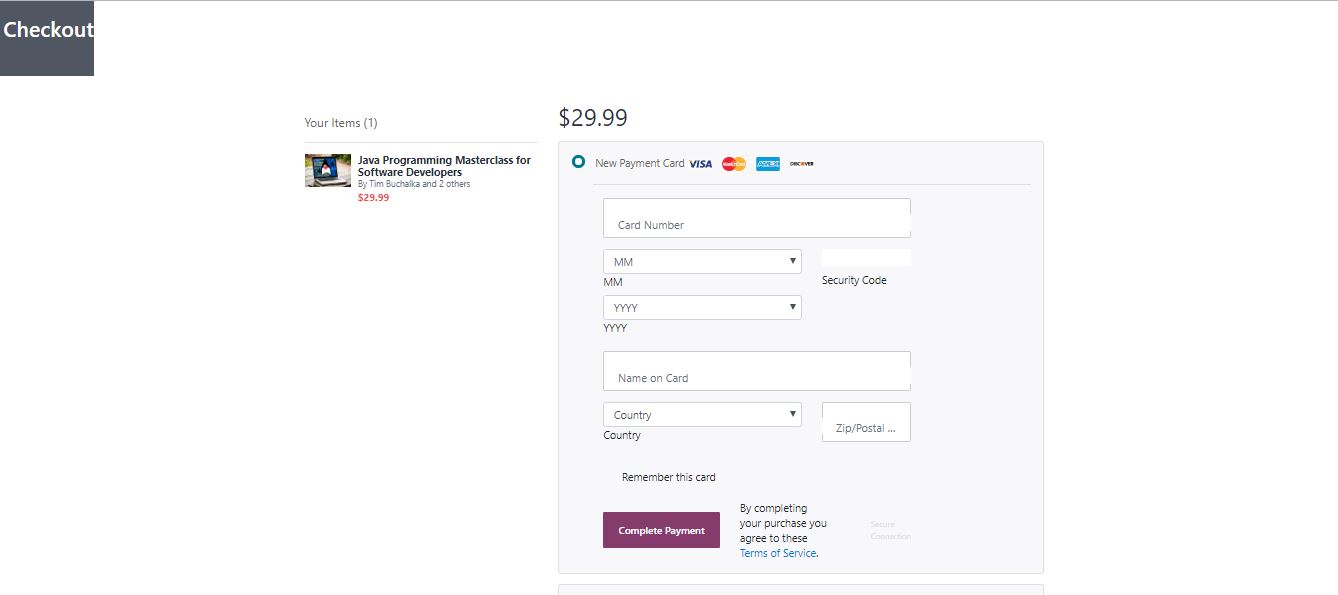 Checkout
Your Items (1)
Java Programming Masterclass for
Software Developers
By Tim Buchalka and 2 others
$29.99
$29.99
New Payment Card VISA MasterCard AMEX DISCOVER
Card Number
MM
MM
Security Code
YYYY
YYYY
Name on Card
Country
Country
Zip/Postal ...
Remember this card
Complete Payment
By completing
your purchase you
agree to these
Terms of Service.
Secure
Connection